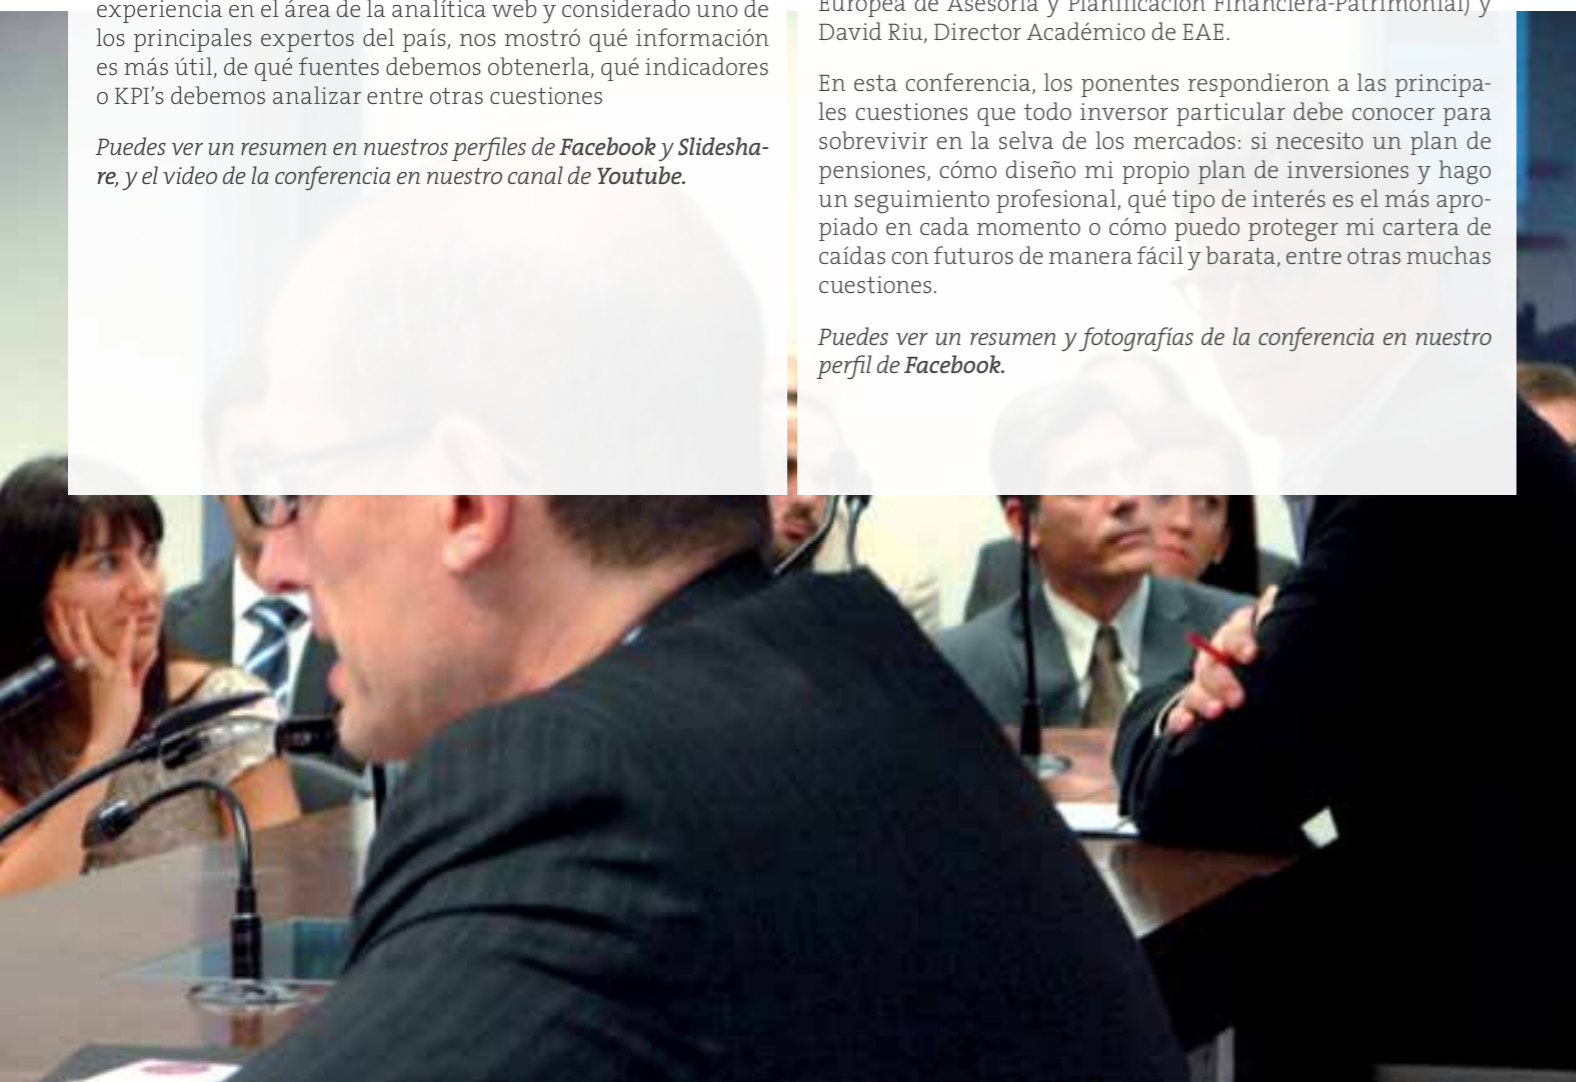 experiencia en el área de la analítica web y considerado uno de
los principales expertos del país, nos mostró qué información
es más útil, de qué fuentes debemos obtenerla, qué indicadores
o KPI's debemos analizar entre otras cuestiones
Puedes ver un resumen en nuestros perfiles de Facebook y Slidesha-
re, y el video de la conferencia en nuestro canal de Youtube.
Europea de Asesoría y Planificación Financiera-Patrimonial) y
David Riu, Director Académico de EAE.
En esta conferencia, los ponentes respondieron a las principa-
les cuestiones que todo inversor particular debe conocer para
sobrevivir en la selva de los mercados: si necesito un plan de
pensiones, cómo diseño mi propio plan de inversiones y hago
un seguimiento profesional, qué tipo de interés es el más apro-
piado en cada momento o cómo puedo proteger mi cartera de
caídas con futuros de manera fácil y barata, entre otras muchas
cuestiones.
Puedes ver un resumen y fotografías de la conferencia en nuestro
perfil de Facebook.